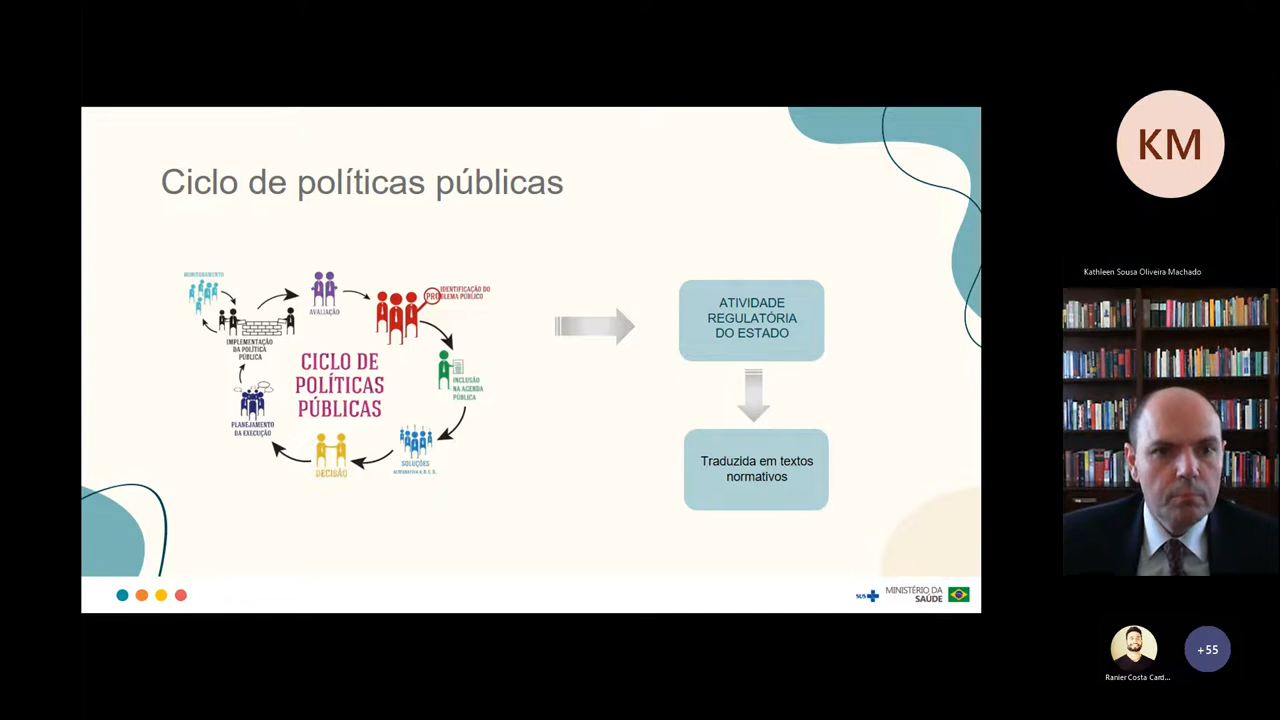 Ciclo de políticas públicas
MONITORAMENTO
AVALIAÇÃO
IDENTIFICAÇÃO DO
PROBLEMA PÚBLICO
IMPLEMENTAÇÃO
DA POLÍTICA
PÚBLICA
CICLO DE
POLÍTICAS
PÚBLICAS
INCLUSÃO
NA AGENDA
PÚBLICA
PLANEJAMENTO
DA EXECUÇÃO
DECISÃO
SOLUÇÕES
ATIVIDADE
REGULATÓRIA
DO ESTADO
Traduzida em textos
normativos
SUS
MINISTÉRIO DA
SAÚDE
KM
Kathleen Sousa Oliveira Machado
Ranier Costa Card...
+55